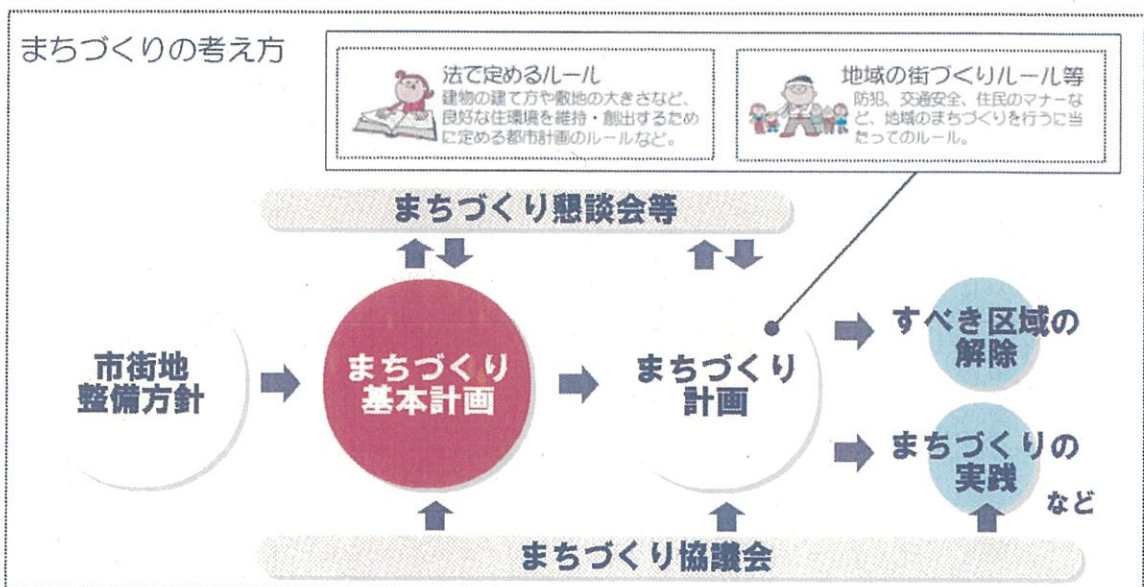 まちづくりの考え方
法で定めるルール
建物の建て方や敷地の大きさなど、
良好な住環境を維持・創出するため
に定める都市計画のルールなど。
地域の街づくりルール等
防犯、交通安全、住民のマナーな
ど、地域のまちづくりを行うに当
たってのルール。
まちづくり懇談会等
市街地
整備方針
まちづくり
基本計画
まちづくり
計画
すべき区域の
解除
まちづくりの
実践
など
まちづくり協議会